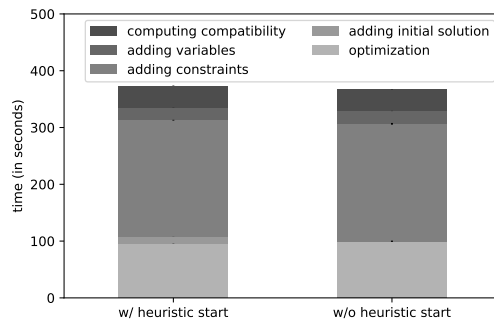 500
400
300
200
100
0
time (in seconds)
computing compatibility
adding variables
adding constraints
adding initial solution
optimization
w/ heuristic start
w/o heuristic start